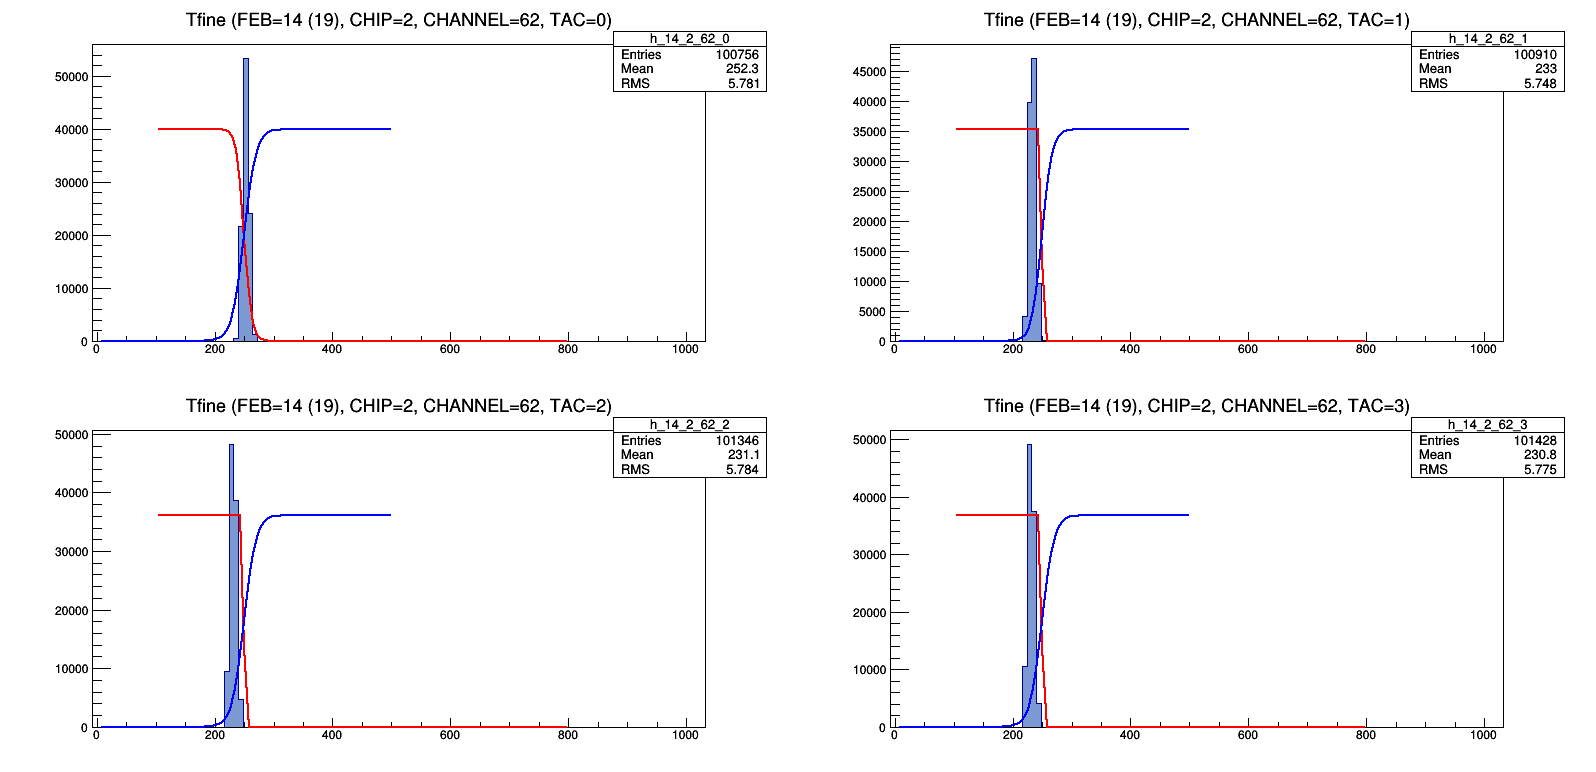 Tfine (FEB=14 (19), CHIP=2, CHANNEL=62, TAC=0)
h_14_2_62_0
Entries 100756
Mean 252.3
RMS 5.781
50000
40000
30000
20000
10000
0
0 200 400 600 800 1000
Tfine (FEB=14 (19), CHIP=2, CHANNEL=62, TAC=1)
h_14_2_62_1
Entries 100910
Mean 233
RMS 5.748
45000
40000
35000
30000
25000
20000
15000
10000
5000
0
0 200 400 600 800 1000
Tfine (FEB=14 (19), CHIP=2, CHANNEL=62, TAC=2)
h_14_2_62_2
Entries 101346
Mean 231.1
RMS 5.784
50000
40000
30000
20000
10000
0
0 200 400 600 800 1000
Tfine (FEB=14 (19), CHIP=2, CHANNEL=62, TAC=3)
h_14_2_62_3
Entries 101428
Mean 230.8
RMS 5.775
50000
40000
30000
20000
10000
0
0 200 400 600 800 1000